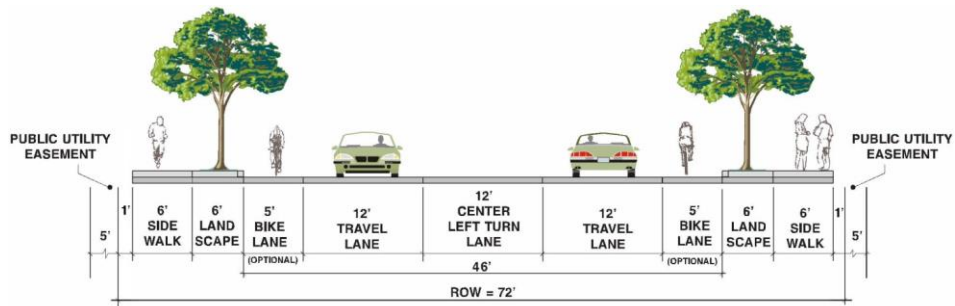 PUBLIC UTILITY
EASEMENT
PUBLIC UTILITY
EASEMENT
5'
1'
6'
SIDE
WALK
6'
LAND
SCAPE
5'
BIKE
LANE
(OPTIONAL)
12'
TRAVEL
LANE
12'
CENTER
LEFT TURN
LANE
12'
TRAVEL
LANE
5'
BIKE
LANE
(OPTIONAL)
6'
LAND
SCAPE
6'
SIDE
WALK
1'
5'
46'
ROW = 72'